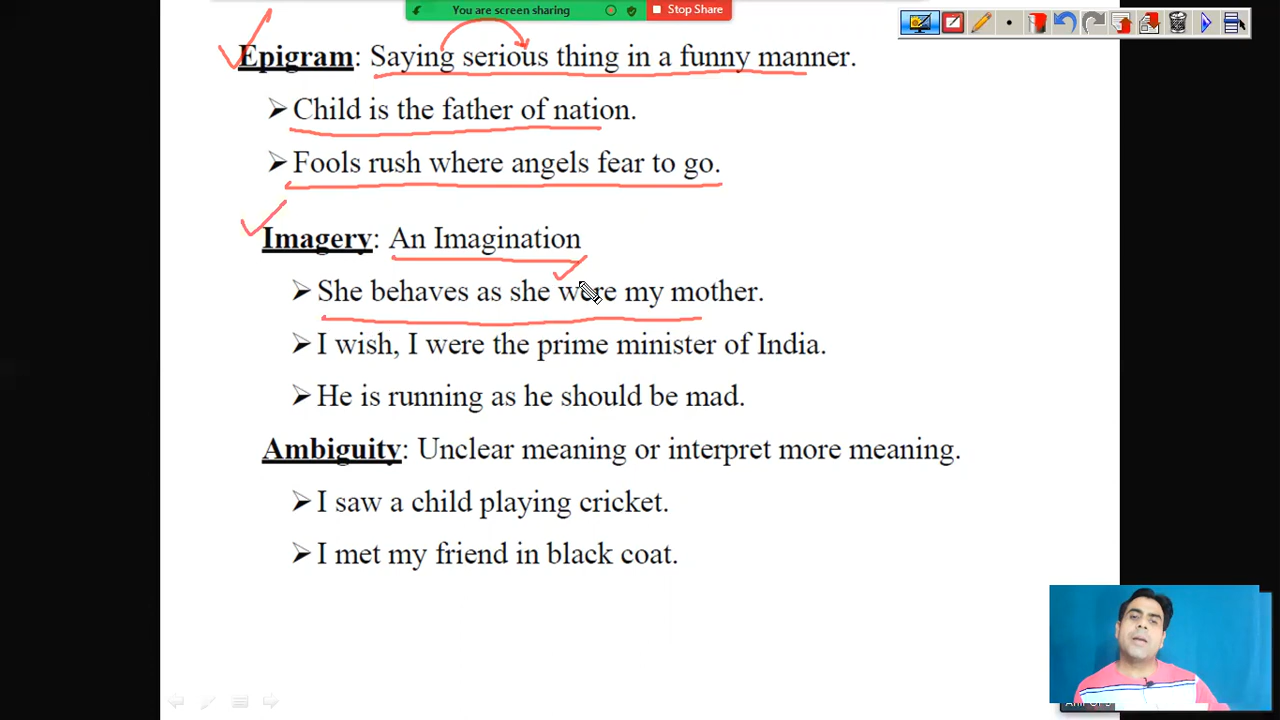 You are screen sharing
Stop Share
Epigram: Saying serious thing in a funny manner.
Child is the father of nation.
Fools rush where angels fear to go.
Imagery: An Imagination
She behaves as she were my mother.
I wish, I were the prime minister of India.
He is running as he should be mad.
Ambiguity: Unclear meaning or interpret more meaning.
I saw a child playing cricket.
I met my friend in black coat.